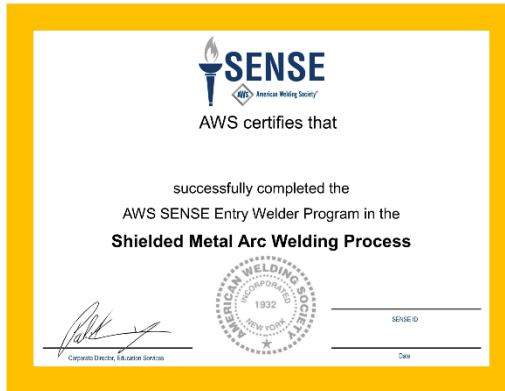 SENSE
AWS American Welding Society®
AWS certifies that
successfully completed the
AWS SENSE Entry Welder Program in the
Shielded Metal Arc Welding Process
AMERICAN WELDING SOCIETY
INCORPORATED
1932
NEW YORK
SENSE ID
Corporate Director, Education Services
Date